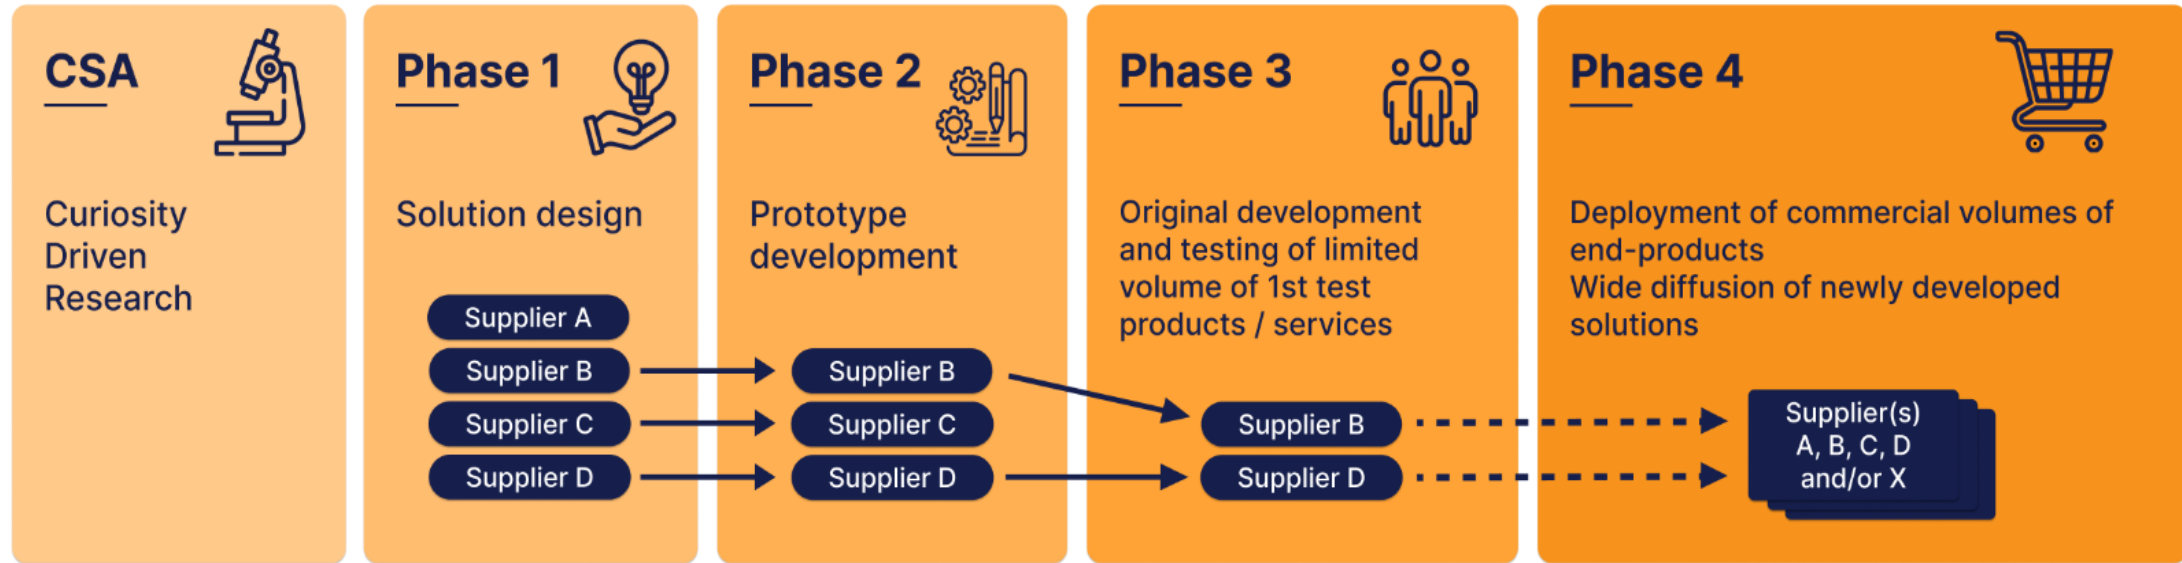 CSA
Curiosity
Driven
Research
Phase 1
Solution design
Supplier A
Supplier B
Supplier C
Supplier D
Phase 2
Prototype
development
Supplier B
Supplier C
Supplier D
Phase 3
Original development
and testing of limited
volume of 1st test
products / services
Supplier B
Supplier D
Phase 4
Deployment of commercial volumes of
end-products
Wide diffusion of newly developed
solutions
Supplier(s)
A, B, C, D
and/or X